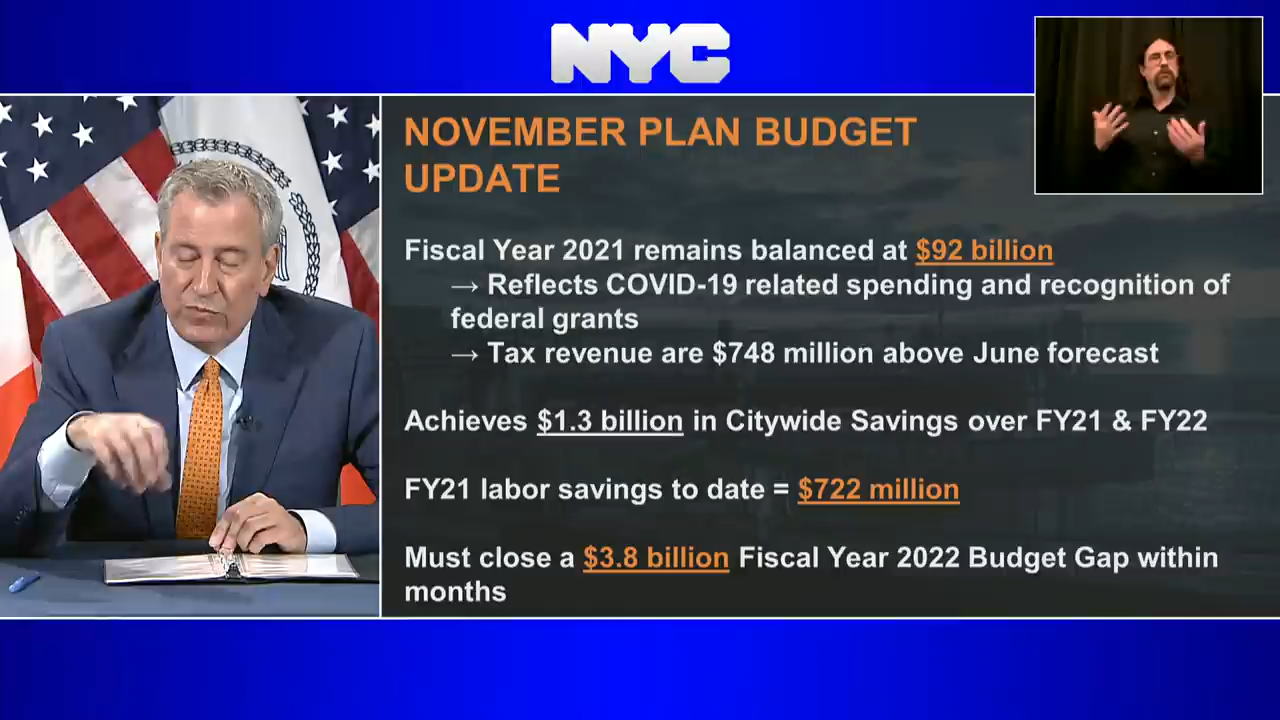 NYC
NOVEMBER PLAN BUDGET
UPDATE
Fiscal Year 2021 remains balanced at $92 billion
→ Reflects COVID-19 related spending and recognition of
federal grants
→ Tax revenue are $748 million above June forecast
Achieves $1.3 billion in Citywide Savings over FY21 & FY22
FY21 labor savings to date = $722 million
Must close a $3.8 billion Fiscal Year 2022 Budget Gap within
months